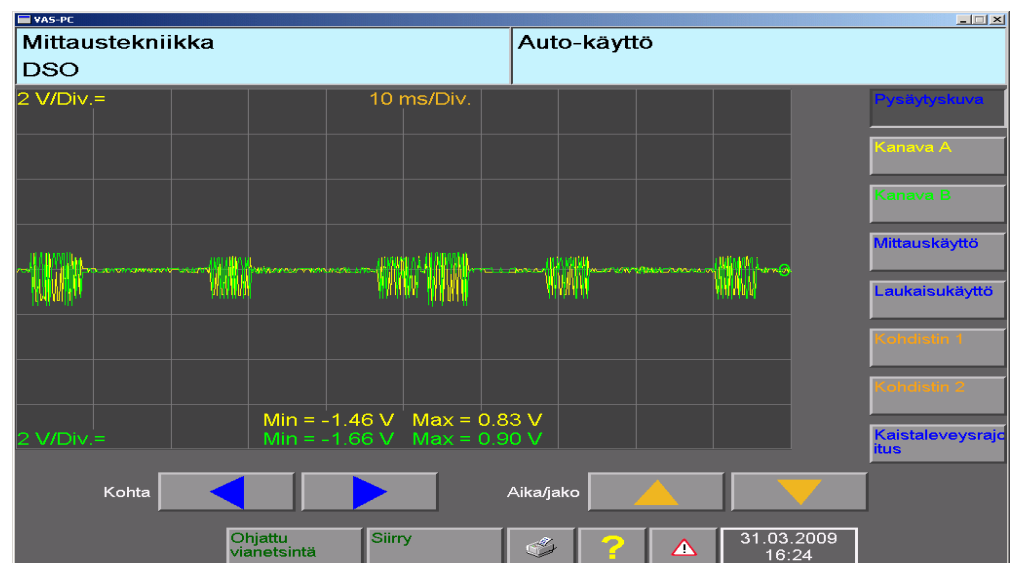 VAS-PC
Mittaustekniikka
DSO
Auto-käyttö
2 V/Div.=
10 ms/Div.
Min = -1.46 V Max = 0.83 V
2 V/Div.=
Min = -1.66 V Max = 0.90 V
Pysäytyskuva
Kanava A
Kanava B
Mittauskäyttö
Laukaisukäyttö
Kohdistin 1
Kohdistin 2
Kaistaleveysrajo
itus
Kohta
Aika/jako
Ohjattu
vianetsintä
Siirry
?
31.03.2009
16:24